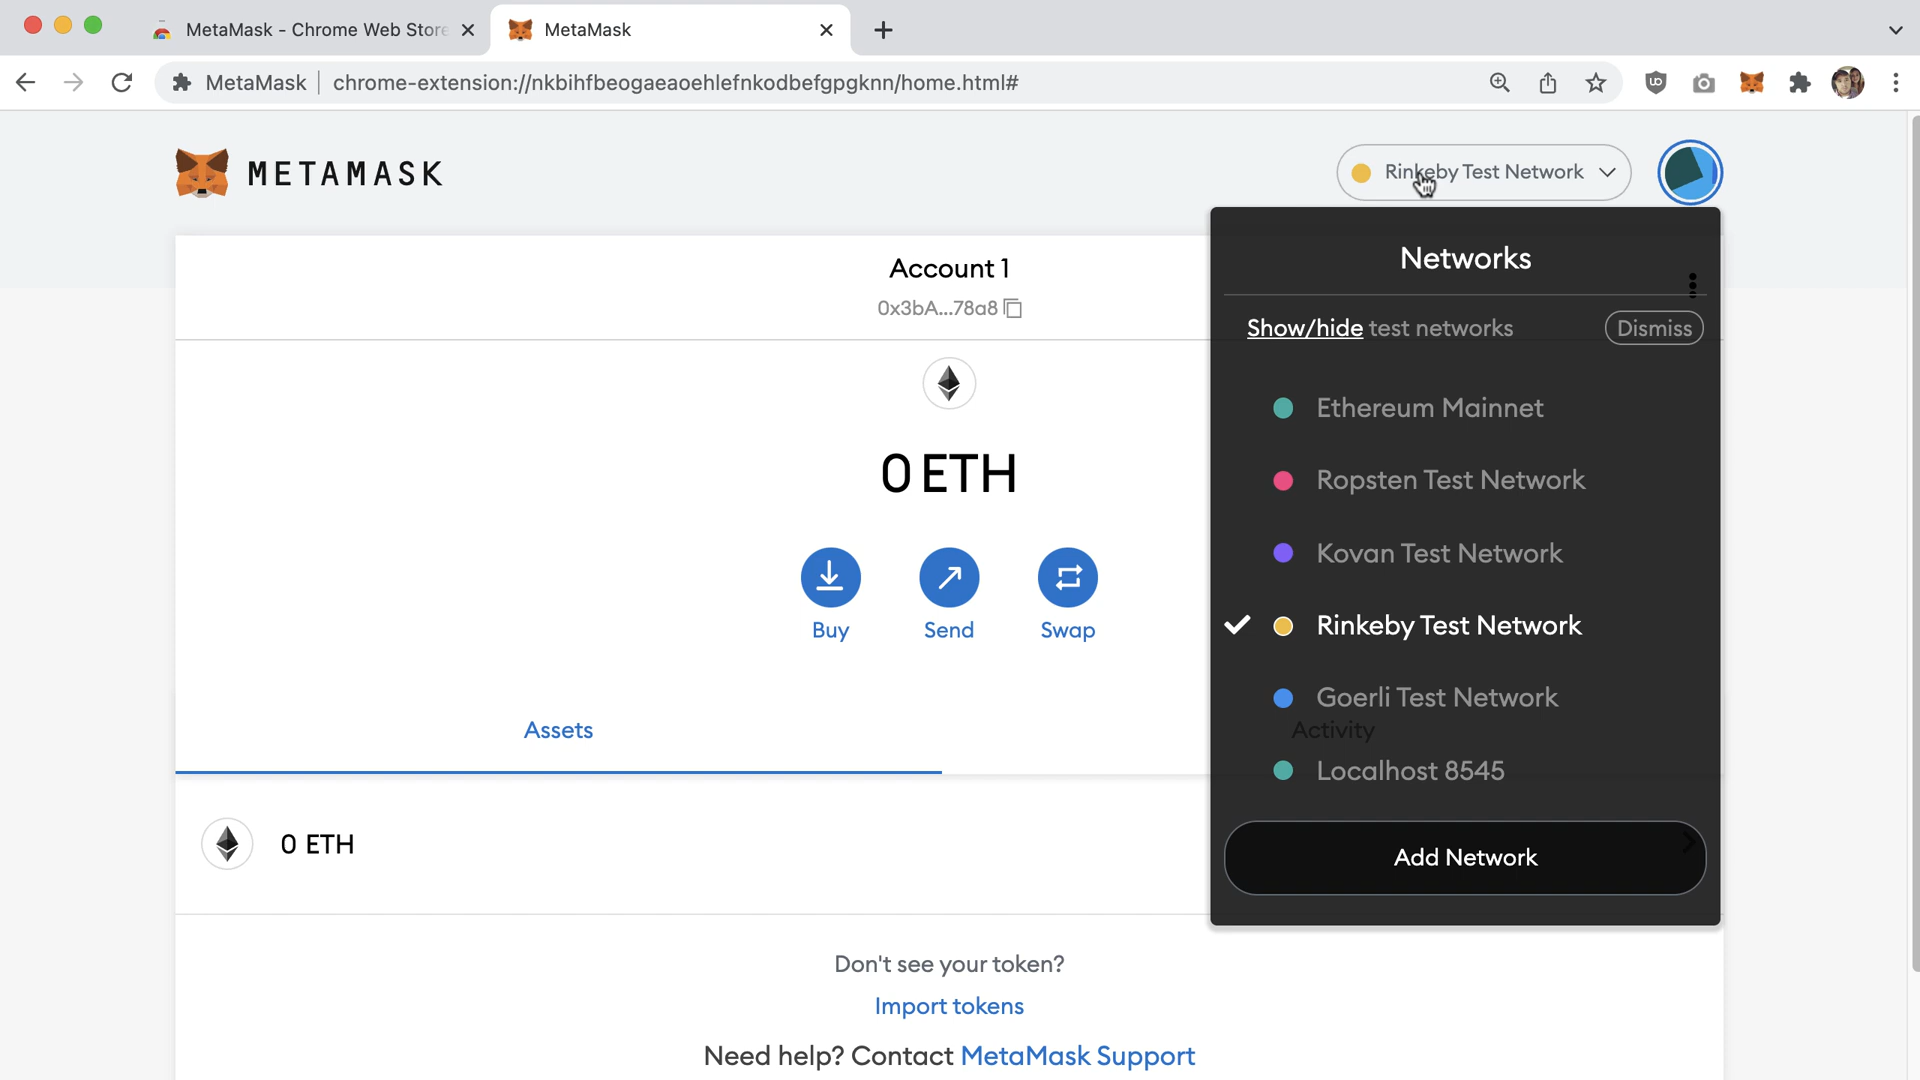 MetaMask - Chrome Web Store
MetaMask
MetaMask
chrome-extension://nkbihfbeogaeaoehlefnkodbefgpgknn/home.html#
METAMASK
Rinkeby Test Network
Account 1
0x3bA...78a8
0 ETH
Buy
Send
Swap
Assets
Activity
0 ETH
Don't see your token?
Import tokens
Need help? Contact MetaMask Support
Networks
Show/hide test networks
Dismiss
Ethereum Mainnet
Ropsten Test Network
Kovan Test Network
Rinkeby Test Network
Goerli Test Network
Localhost 8545
Add Network